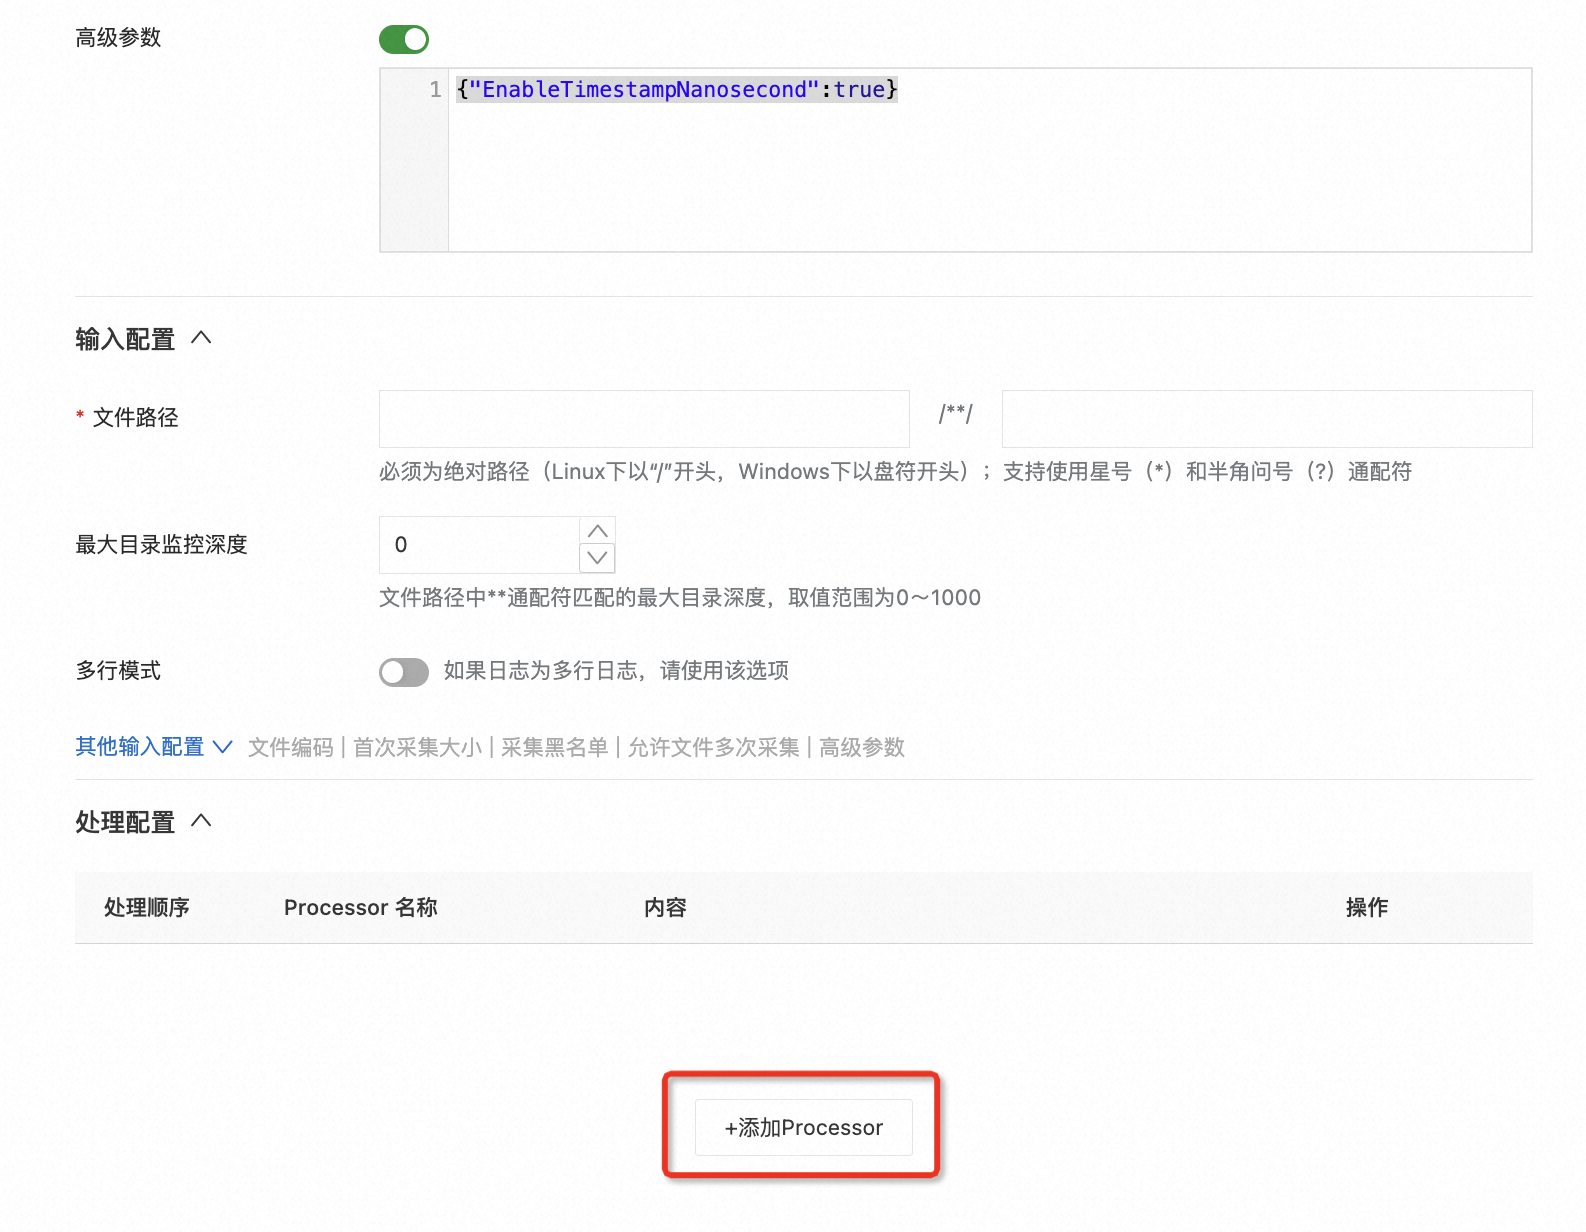 高级参数
1 {"EnableTimestampNanosecond":true}
输入配置
* 文件路径 /**/
必须为绝对路径（Linux下以“/”开头，Windows下以盘符开头）；支持使用星号（*）和半角问号（?）通配符
最大目录监控深度 0
文件路径中**通配符匹配的最大目录深度，取值范围为0～1000
多行模式 如果日志为多行日志，请使用该选项
其他输入配置 文件编码 | 首次采集大小 | 采集黑名单 | 允许文件多次采集 | 高级参数
处理配置
处理顺序 Processor 名称 内容 操作
+添加Processor